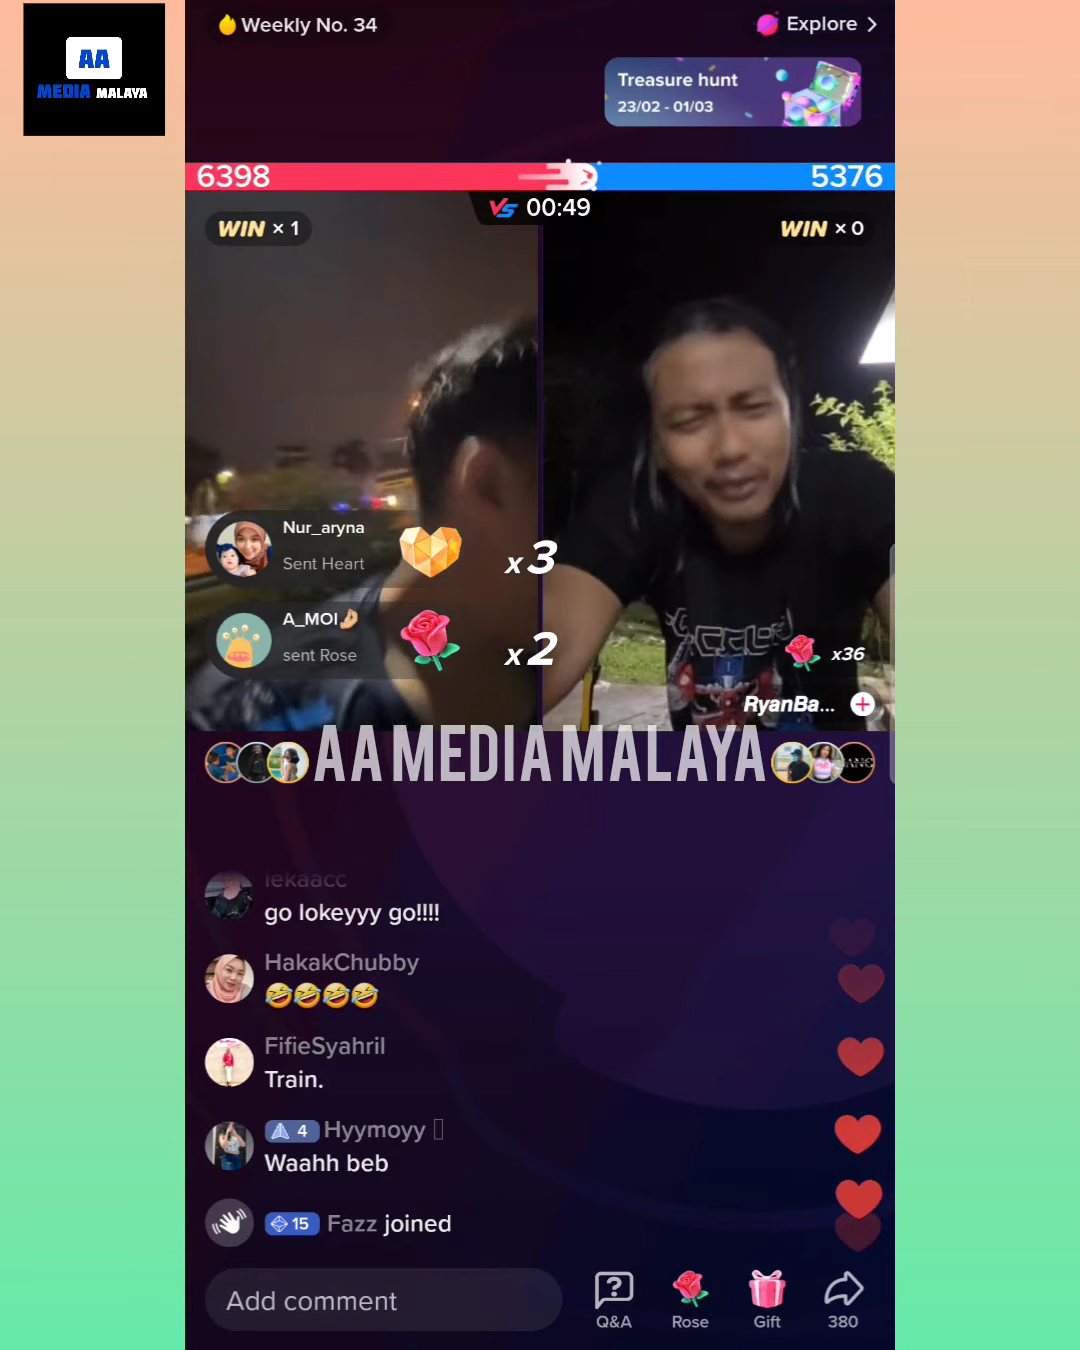 AA
MEDIA MALAYA
Weekly No. 34
Explore
Treasure hunt
23/02 - 01/03
6398
5376
VS 00:49
WIN × 1
WIN × 0
Nur_aryna
Sent Heart
x3
A_MOI🤌🏼
sent Rose
x2
x36
RyanBa...
AA MEDIA MALAYA
lekaacc
go lokeyyy go!!!!
HakakChubby
🤣🤣🤣🤣
FifieSyahril
Train.
4 Hyymoyy
Waahh beb
15 Fazz joined
Add comment
Q&A
Rose
Gift
380